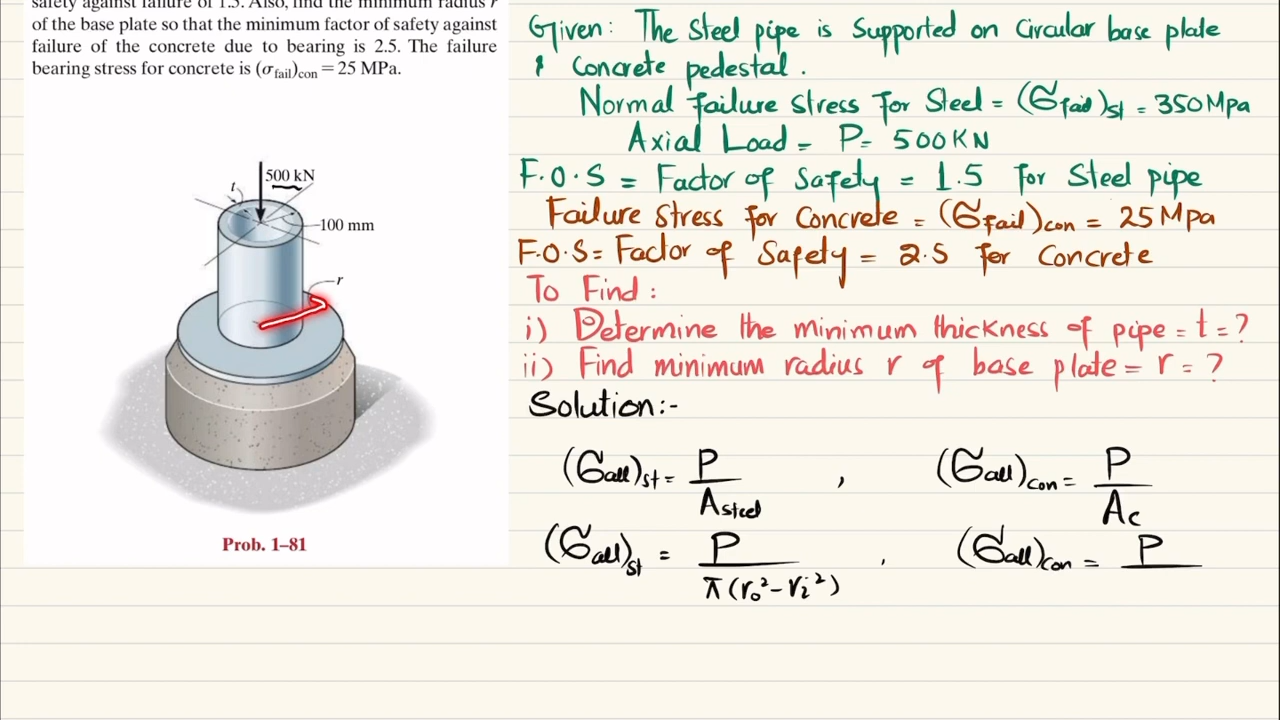 safety against failure of 1.5. Also, find the minimum radius r
of the base plate so that the minimum factor of safety against
failure of the concrete due to bearing is 2.5. The failure
bearing stress for concrete is (σfail)con = 25 MPa.
500 kN
t
100 mm
r
Prob. 1–81
Given: The Steel pipe is Supported on Circular base plate
& Concrete pedestal.
Normal failure stress for Steel = (σfail)st = 350 MPa
Axial Load = P = 500 KN
F.O.S = Factor of Safety = 1.5 for Steel pipe
Failure Stress for Concrete = (σfail)con = 25 MPa
F.O.S = Factor of Safety = 2.5 for Concrete
To Find:
i) Determine the minimum thickness of pipe = t = ?
ii) Find minimum radius r of base plate = r = ?
Solution:-
(σall)st = P / Asteel , (σall)con = P / Ac
(σall)st = P / π(ro² - ri²) , (σall)con = P